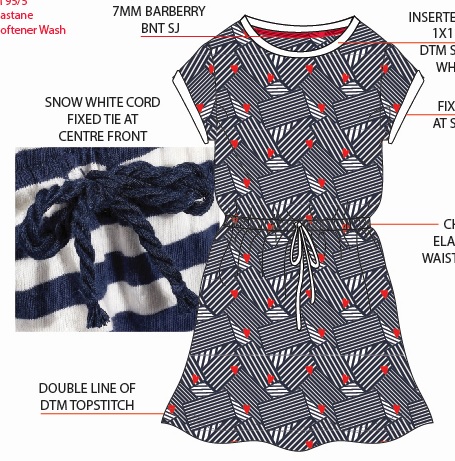 95/5
astane
oftener Wash
7MM BARBERRY
BNT SJ
INSERTE
1X1
DTM S
WH
SNOW WHITE CORD
FIXED TIE AT
CENTRE FRONT
FIX
AT S
CH
ELA
WAIST
DOUBLE LINE OF
DTM TOPSTITCH